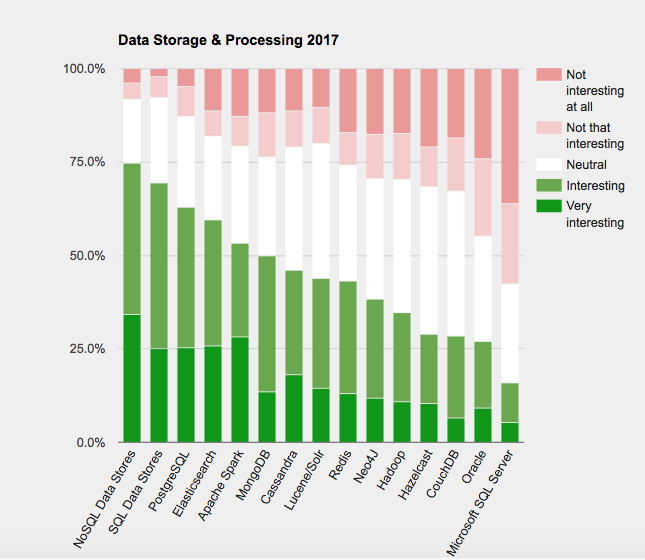 Data Storage & Processing 2017
100.0%
75.0%
50.0%
25.0%
0.0%
NoSQL Data Stores
SQL Data Stores
PostgreSQL
Elasticsearch
Apache Spark
MongoDB
Cassandra
Lucene/Solr
Redis
Neo4J
Hadoop
Hazelcast
CouchDB
Oracle
Microsoft SQL Server
Not
interesting
at all
Not that
interesting
Neutral
Interesting
Very
interesting